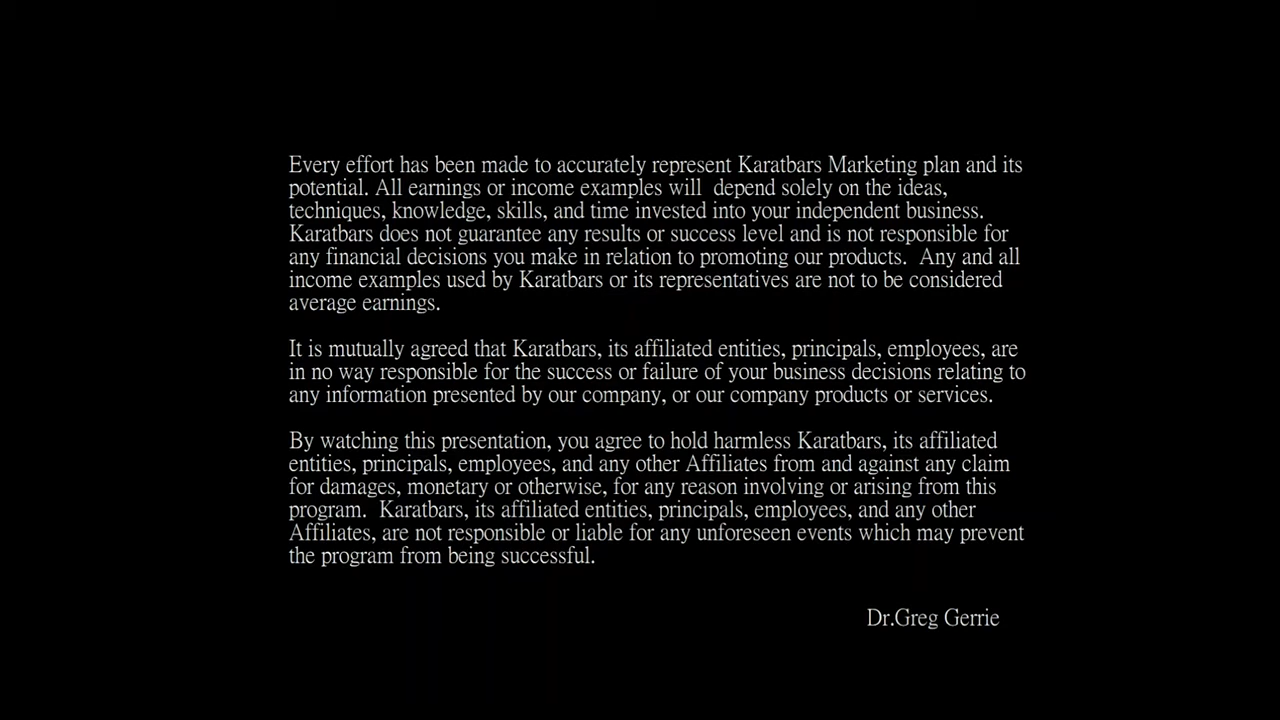 Every effort has been made to accurately represent Karatbars Marketing plan and its
potential. All earnings or income examples will  depend solely on the ideas,
techniques, knowledge, skills, and time invested into your independent business.
Karatbars does not guarantee any results or success level and is not responsible for
any financial decisions you make in relation to promoting our products.  Any and all
income examples used by Karatbars or its representatives are not to be considered
average earnings.
It is mutually agreed that Karatbars, its affiliated entities, principals, employees, are
in no way responsible for the success or failure of your business decisions relating to
any information presented by our company, or our company products or services.
By watching this presentation, you agree to hold harmless Karatbars, its affiliated
entities, principals, employees, and any other Affiliates from and against any claim
for damages, monetary or otherwise, for any reason involving or arising from this
program.  Karatbars, its affiliated entities, principals, employees, and any other
Affiliates, are not responsible or liable for any unforeseen events which may prevent
the program from being successful.
Dr.Greg Gerrie